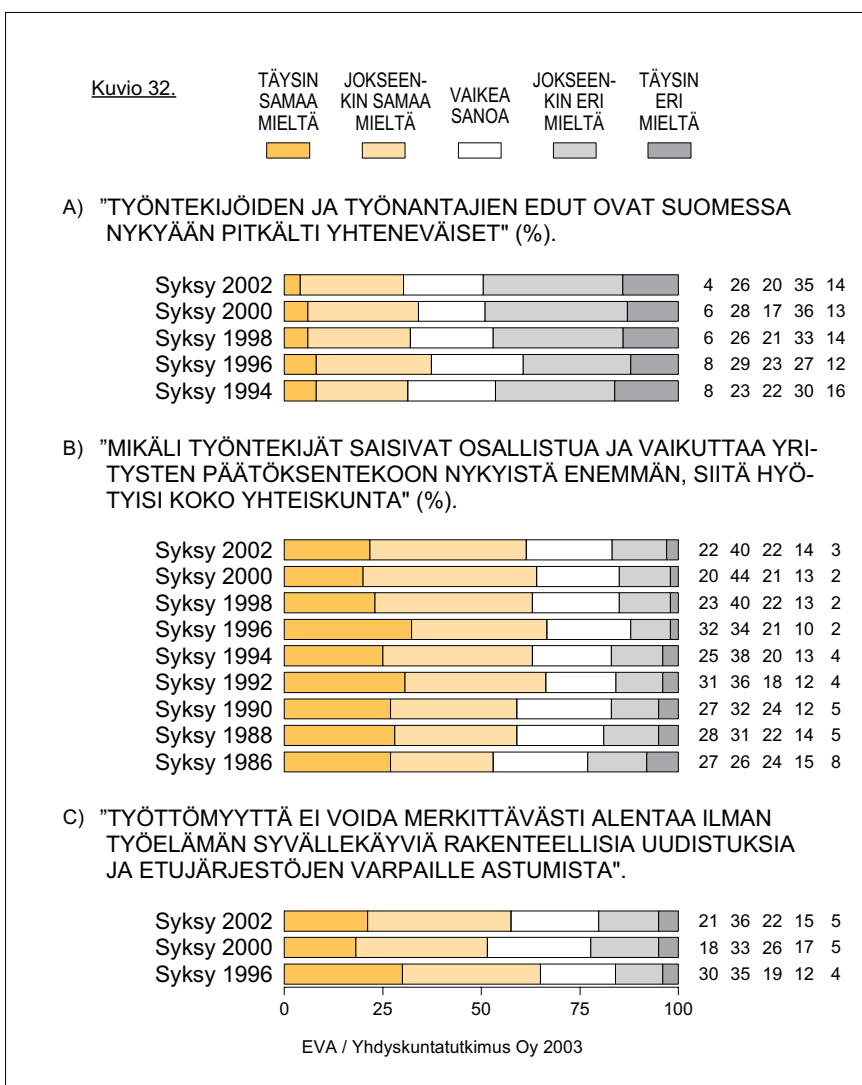 Kuvio 32.
TÄYSIN SAMAA MIELTÄ
JOKSEEN-KIN SAMAA MIELTÄ
VAIKEA SANOA
JOKSEEN-KIN ERI MIELTÄ
TÄYSIN ERI MIELTÄ
A) ”TYÖNTEKIJÖIDEN JA TYÖNANTAJIEN EDUT OVAT SUOMESSA
NYKYÄÄN PITKÄLTI YHTENEVÄISET" (%).
Syksy 2002 4 26 20 35 14
Syksy 2000 6 28 17 36 13
Syksy 1998 6 26 21 33 14
Syksy 1996 8 29 23 27 12
Syksy 1994 8 23 22 30 16
B) ”MIKÄLI TYÖNTEKIJÄT SAISIVAT OSALLISTUA JA VAIKUTTAA YRI-
TYSTEN PÄÄTÖKSENTEKOON NYKYISTÄ ENEMMÄN, SIITÄ HYÖ-
TYISI KOKO YHTEISKUNTA" (%).
Syksy 2002 22 40 22 14 3
Syksy 2000 20 44 21 13 2
Syksy 1998 23 40 22 13 2
Syksy 1996 32 34 21 10 2
Syksy 1994 25 38 20 13 4
Syksy 1992 31 36 18 12 4
Syksy 1990 27 32 24 12 5
Syksy 1988 28 31 22 14 5
Syksy 1986 27 26 24 15 8
C) ”TYÖTTÖMYYTTÄ EI VOIDA MERKITTÄVÄSTI ALENTAA ILMAN
TYÖELÄMÄN SYVÄLLEKÄYVIÄ RAKENTEELLISIA UUDISTUKSIA
JA ETUJÄRJESTÖJEN VARPAILLE ASTUMISTA".
Syksy 2002 21 36 22 15 5
Syksy 2000 18 33 26 17 5
Syksy 1996 30 35 19 12 4
0 25 50 75 100
EVA / Yhdyskuntatutkimus Oy 2003